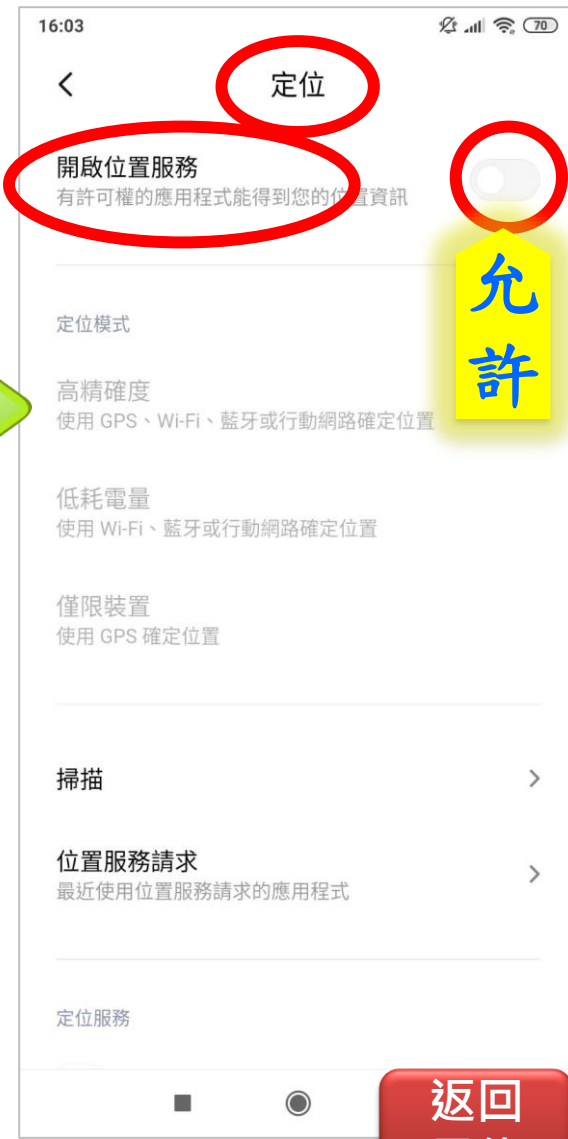 16:03
70
定位
開啟位置服務
有許可權的應用程式能得到您的位置資訊
允
許
定位模式
高精確度
使用 GPS、Wi-Fi、藍牙或行動網路確定位置
低耗電量
使用 Wi-Fi、藍牙或行動網路確定位置
僅限裝置
使用 GPS 確定位置
掃描
位置服務請求
最近使用位置服務請求的應用程式
定位服務
返回